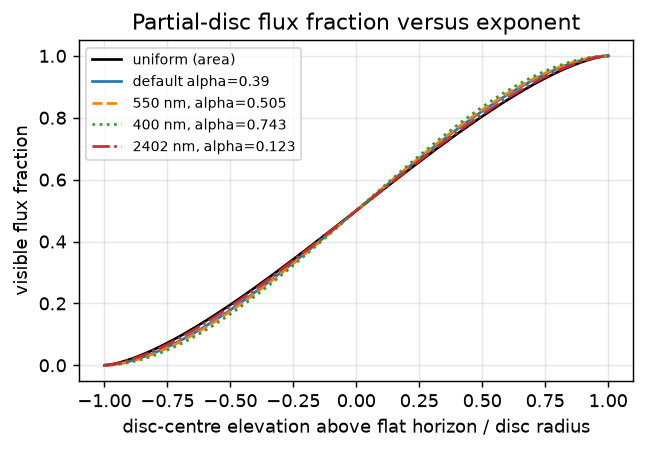 Partial-disc flux fraction versus exponent
uniform (area)
default alpha=0.39
550 nm, alpha=0.505
400 nm, alpha=0.743
2402 nm, alpha=0.123
visible flux fraction
1.0
0.8
0.6
0.4
0.2
0.0
−1.00 −0.75 −0.50 −0.25 0.00 0.25 0.50 0.75 1.00
disc-centre elevation above flat horizon / disc radius